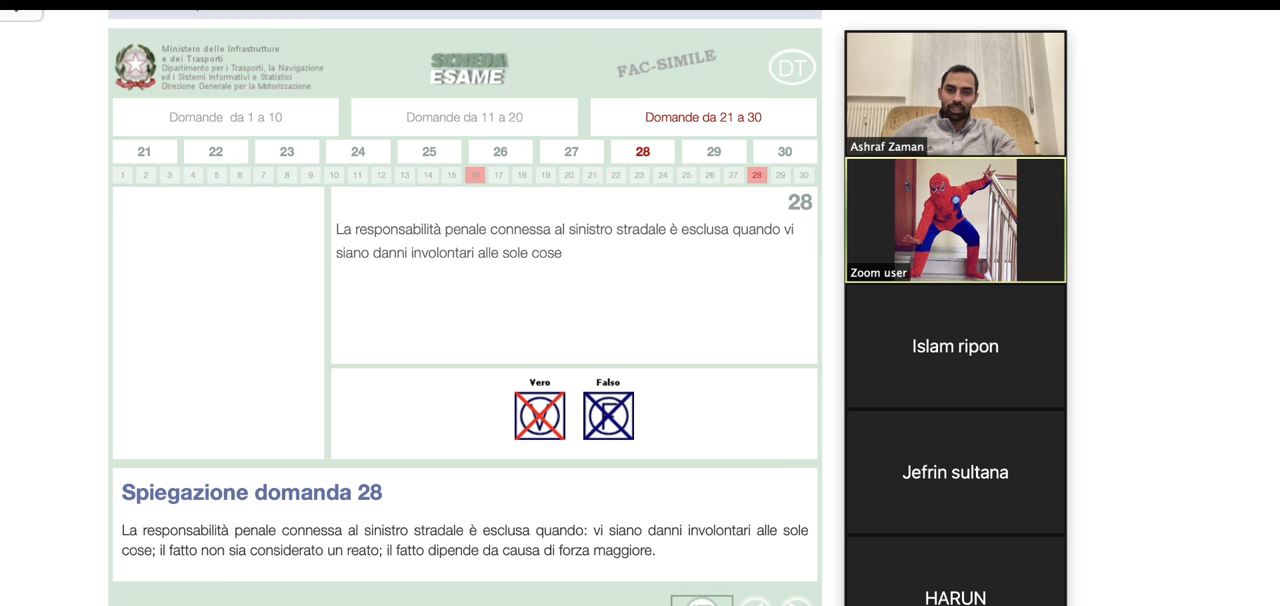 Ministero delle Infrastrutture
e dei Trasporti
Dipartimento per i Trasporti, la Navigazione
ed i Sistemi Informativi e Statistici
Direzione Generale per la Motorizzazione
SCHEDA
ESAME
FAC-SIMILE
DT
Domande da 1 a 10
Domande da 11 a 20
Domande da 21 a 30
21 22 23 24 25 26 27 28 29 30
1 2 3 4 5 6 7 8 9 10 11 12 13 14 15 16 17 18 19 20 21 22 23 24 25 26 27 28 29 30
28
La responsabilità penale connessa al sinistro stradale è esclusa quando vi
siano danni involontari alle sole cose
Vero Falso
V F
Spiegazione domanda 28
La responsabilità penale connessa al sinistro stradale è esclusa quando: vi siano danni involontari alle sole
cose; il fatto non sia considerato un reato; il fatto dipende da causa di forza maggiore.
Ashraf Zaman
Zoom user
Islam ripon
Jefrin sultana
HARUN